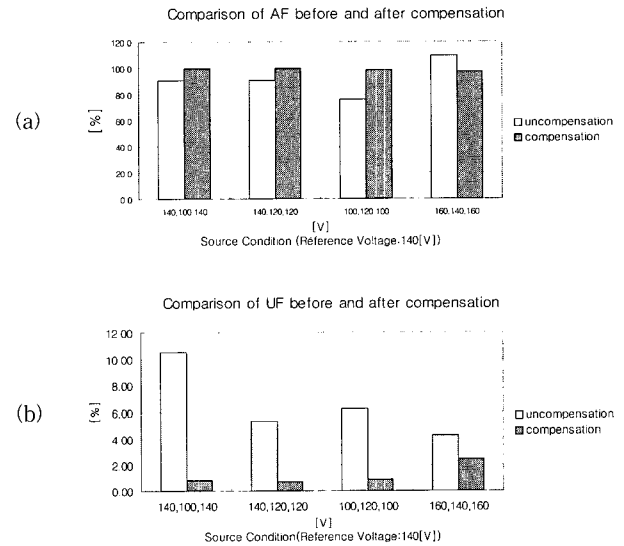 Comparison of AF before and after compensation
(a)
[%]
120.0
100.0
80.0
60.0
40.0
20.0
0.0
140,100,140 140,120,120 100,120,100 160,140,160
[V]
Source Condition (Reference Voltage:140[V])
uncompensation
compensation
Comparison of UF before and after compensation
(b)
[%]
12.00
10.00
8.00
6.00
4.00
2.00
0.00
140,100,140 140,120,120 100,120,100 160,140,160
[V]
Source Condition(Reference Voltage:140[V])
uncompensation
compensation